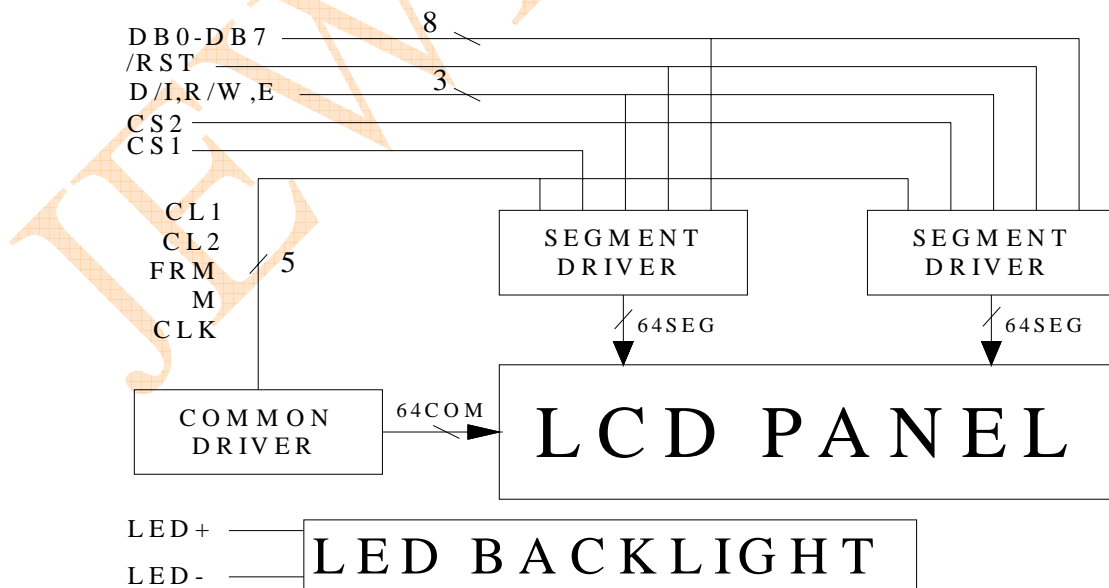 DB0-DB7 8
/RST
D/I,R/W,E 3
CS2
CS1
CL1
CL2
FRM
M
CLK
5
SEGMENT
DRIVER
SEGMENT
DRIVER
64SEG
64SEG
COMMON
DRIVER
64COM
LCD PANEL
LED+
LED-
LED BACKLIGHT
JEW